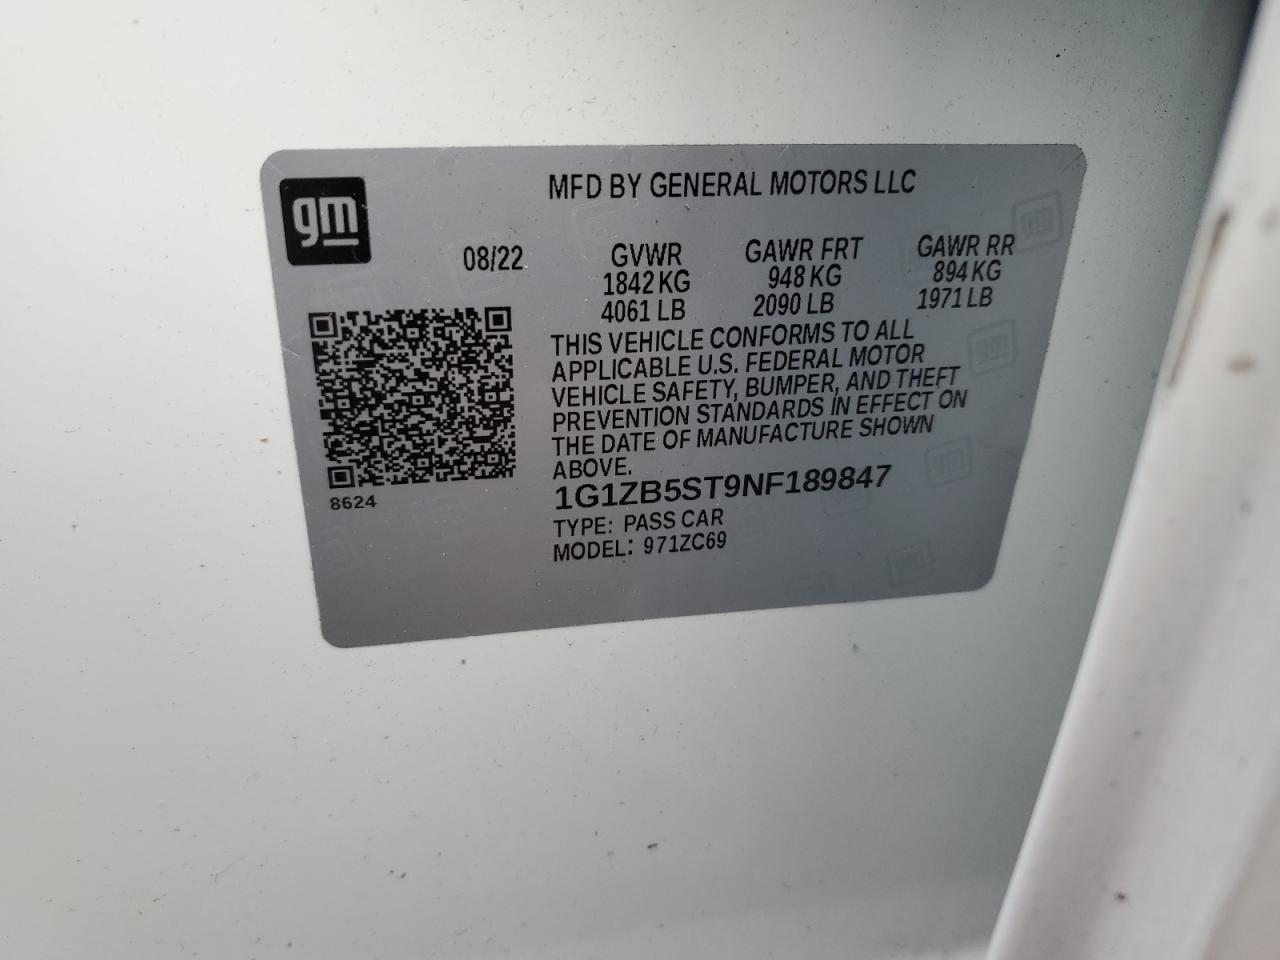 gm
MFD BY GENERAL MOTORS LLC
08/22 GVWR GAWR FRT GAWR RR
1842 KG 948 KG 894 KG
4061 LB 2090 LB 1971 LB
THIS VEHICLE CONFORMS TO ALL
APPLICABLE U.S. FEDERAL MOTOR
VEHICLE SAFETY, BUMPER, AND THEFT
PREVENTION STANDARDS IN EFFECT ON
THE DATE OF MANUFACTURE SHOWN
ABOVE.
8624
1G1ZB5ST9NF189847
TYPE: PASS CAR
MODEL: 971ZC69